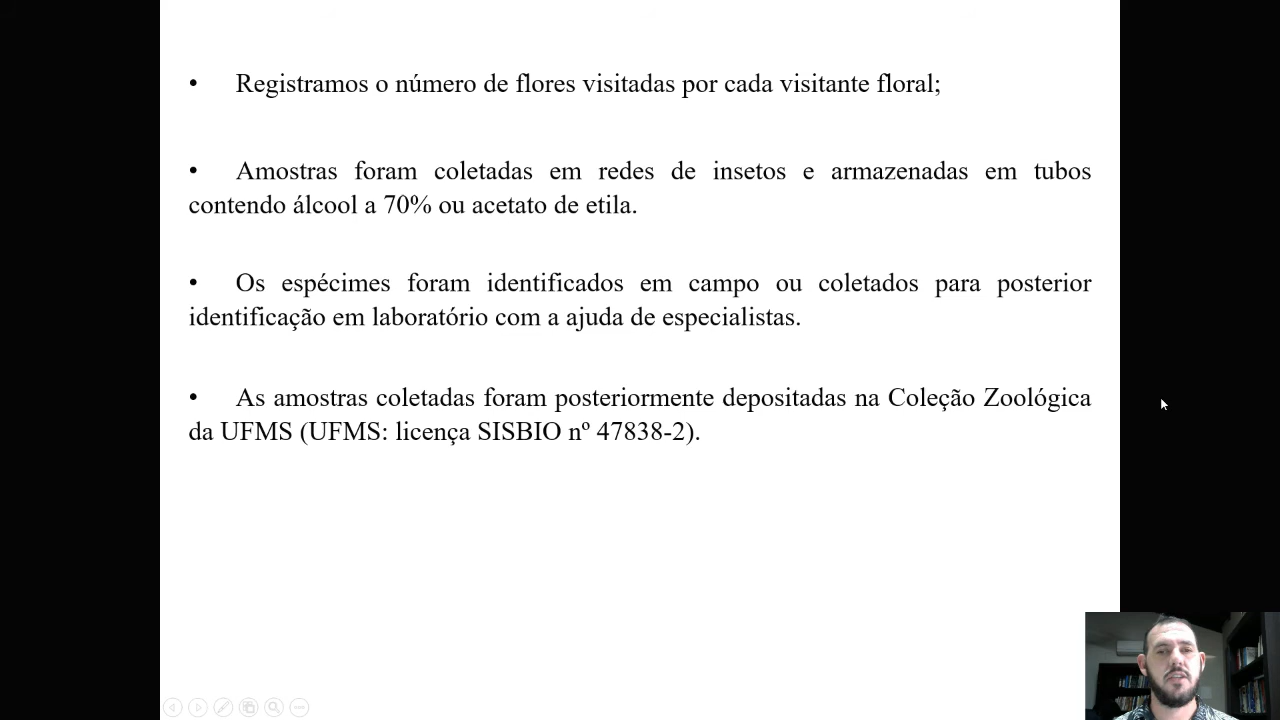 • Registramos o número de flores visitadas por cada visitante floral;
• Amostras foram coletadas em redes de insetos e armazenadas em tubos
contendo álcool a 70% ou acetato de etila.
• Os espécimes foram identificados em campo ou coletados para posterior
identificação em laboratório com a ajuda de especialistas.
• As amostras coletadas foram posteriormente depositadas na Coleção Zoológica
da UFMS (UFMS: licença SISBIO nº 47838-2).